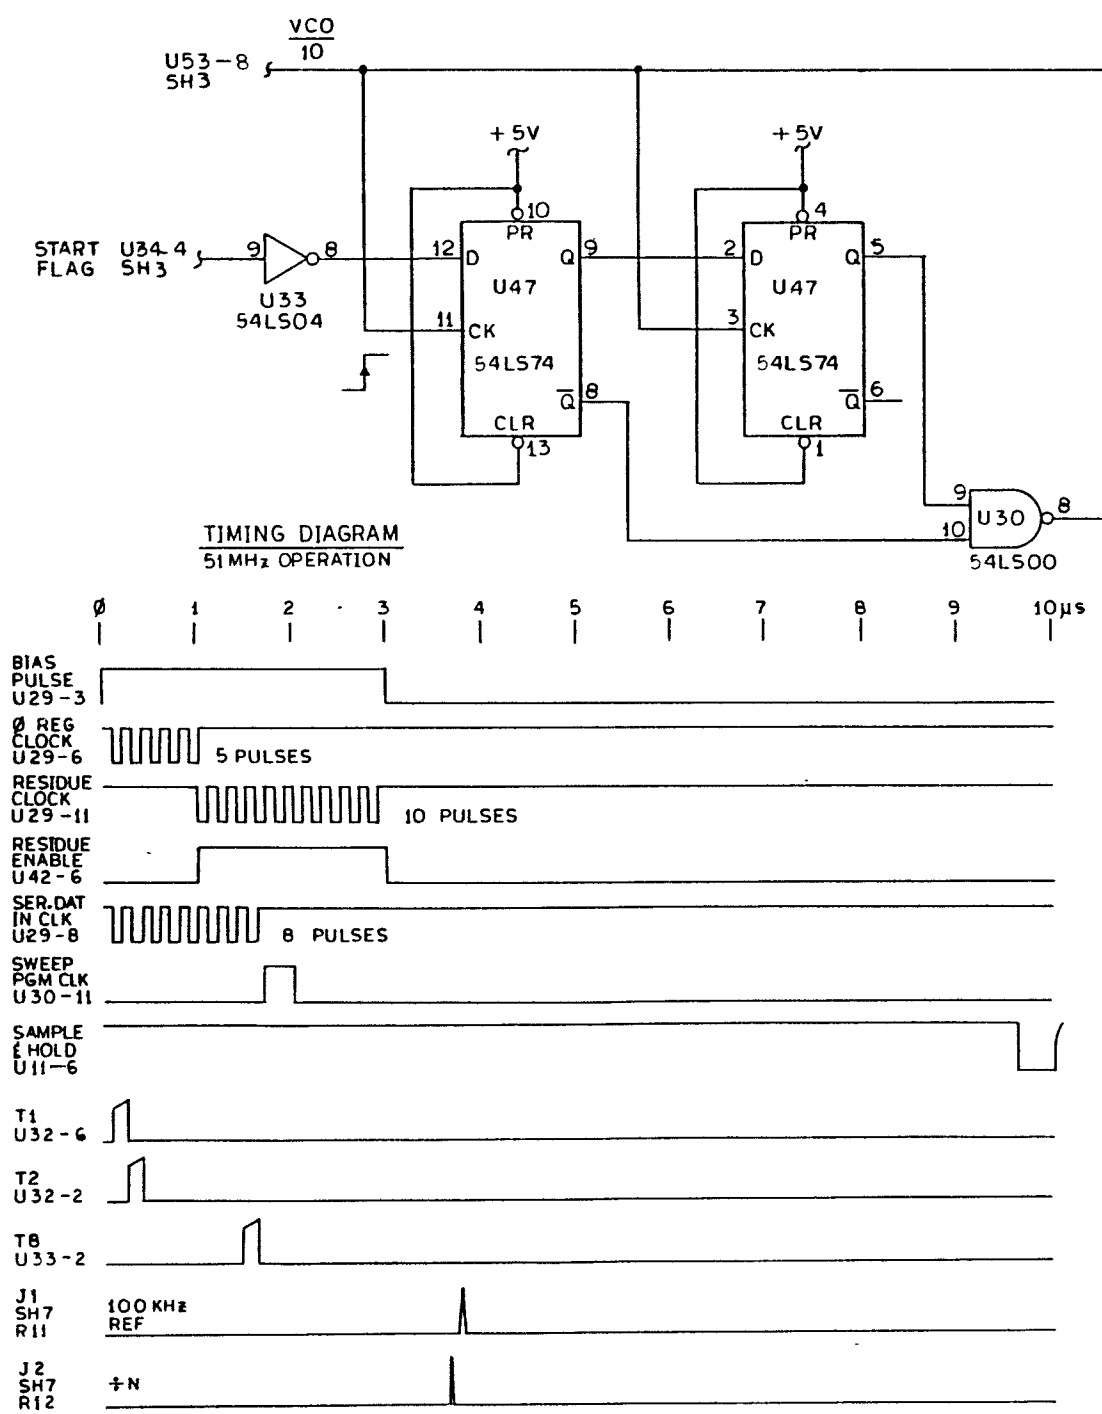 VCO
10
U53-8
SH3
+5V
+5V
10
PR
4
PR
START U34-4
FLAG SH3
9
8
12
D
Q
9
2
D
Q
5
U33
54LS04
U47
U47
11
CK
3
CK
54LS74
54LS74
Q
8
Q
6
CLR
13
CLR
1
9
10
U30
8
54LS00
TIMING DIAGRAM
51 MHz OPERATION
Ø 1 2 3 4 5 6 7 8 9 10µs
BIAS
PULSE
U29-3
Ø REG
CLOCK
U29-6
5 PULSES
RESIDUE
CLOCK
U29-11
10 PULSES
RESIDUE
ENABLE
U42-6
SER.DAT
IN CLK
U29-8
8 PULSES
SWEEP
PGM CLK
U30-11
SAMPLE
& HOLD
U11-6
T1
U32-6
T2
U32-2
T8
U33-2
J1
SH7
R11
100 KHz
REF
J2
SH7
R12
÷N